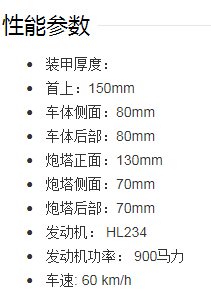 性能参数
装甲厚度：
首上：150mm
车体侧面：80mm
车体后部：80mm
炮塔正面：130mm
炮塔侧面：70mm
炮塔后部：70mm
发动机： HL234
发动机功率： 900马力
车速: 60 km/h